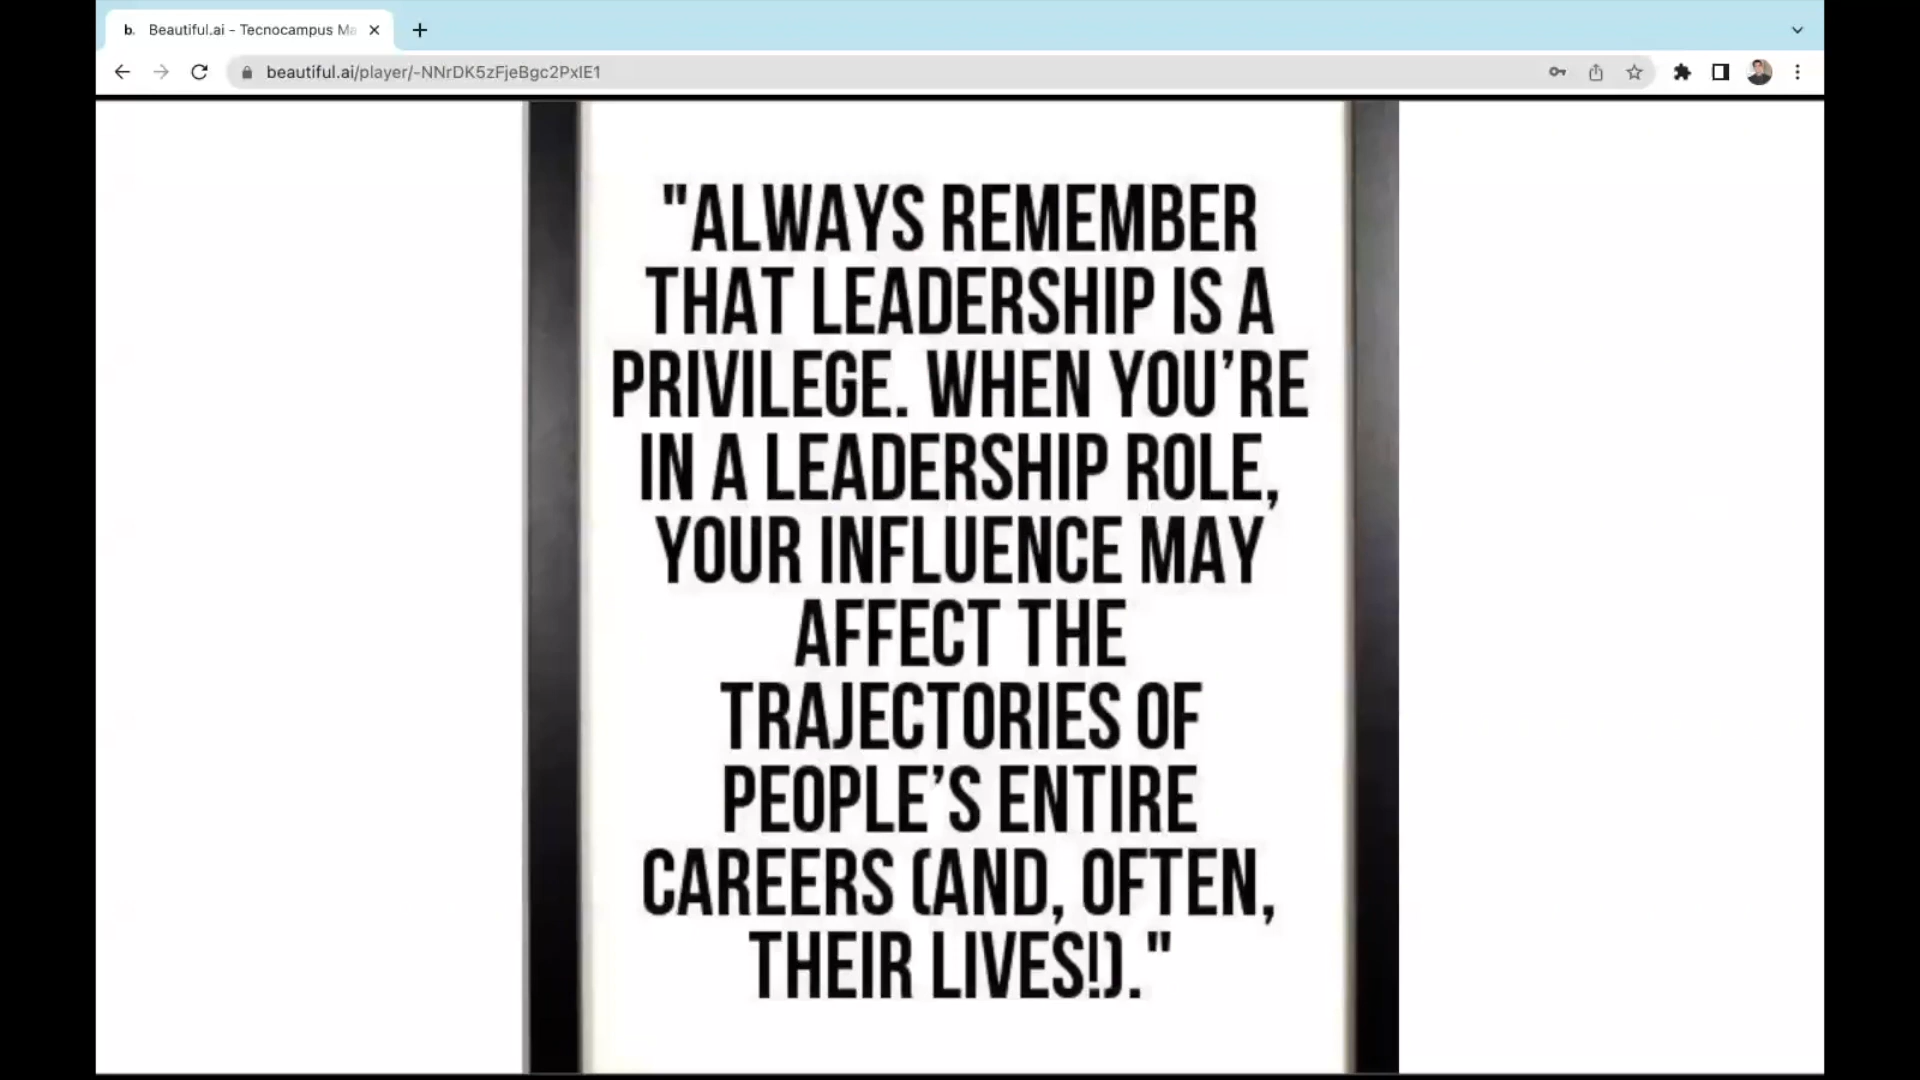 b. Beautiful.ai - Tecnocampus Ma
beautiful.ai/player/-NNrDK5zFjeBgc2PxlE1
"ALWAYS REMEMBER
THAT LEADERSHIP IS A
PRIVILEGE. WHEN YOU’RE
IN A LEADERSHIP ROLE,
YOUR INFLUENCE MAY
AFFECT THE
TRAJECTORIES OF
PEOPLE’S ENTIRE
CAREERS (AND, OFTEN,
THEIR LIVES!)."